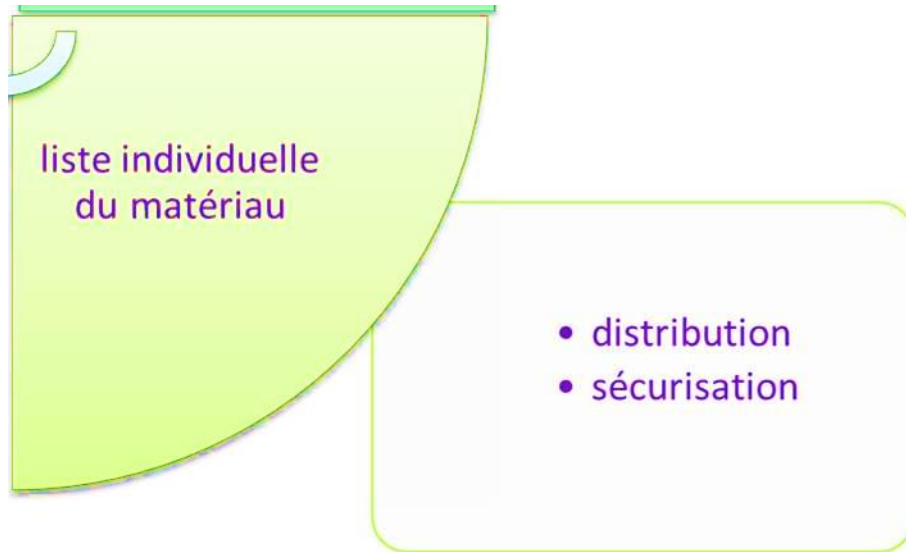 liste individuelle
du matériau
• distribution
• sécurisation